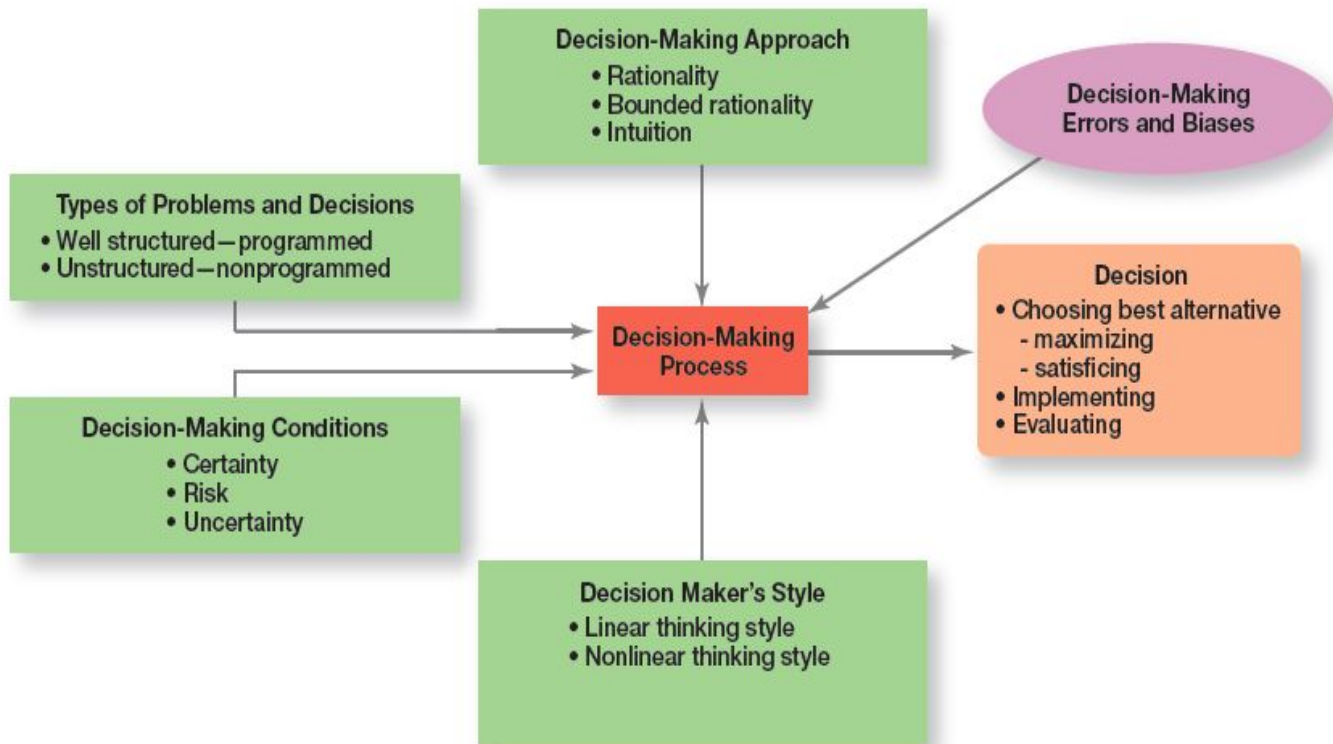 Decision-Making Approach
• Rationality
• Bounded rationality
• Intuition
Decision-Making
Errors and Biases
Types of Problems and Decisions
• Well structured—programmed
• Unstructured—nonprogrammed
Decision-Making
Process
Decision
• Choosing best alternative
- maximizing
- satisficing
• Implementing
• Evaluating
Decision-Making Conditions
• Certainty
• Risk
• Uncertainty
Decision Maker's Style
• Linear thinking style
• Nonlinear thinking style